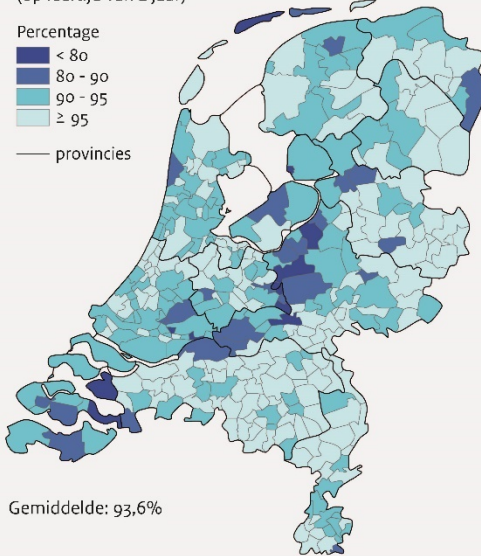 Percentage
< 80
80 - 90
90 - 95
≥ 95
provincies
Gemiddelde: 93,6%